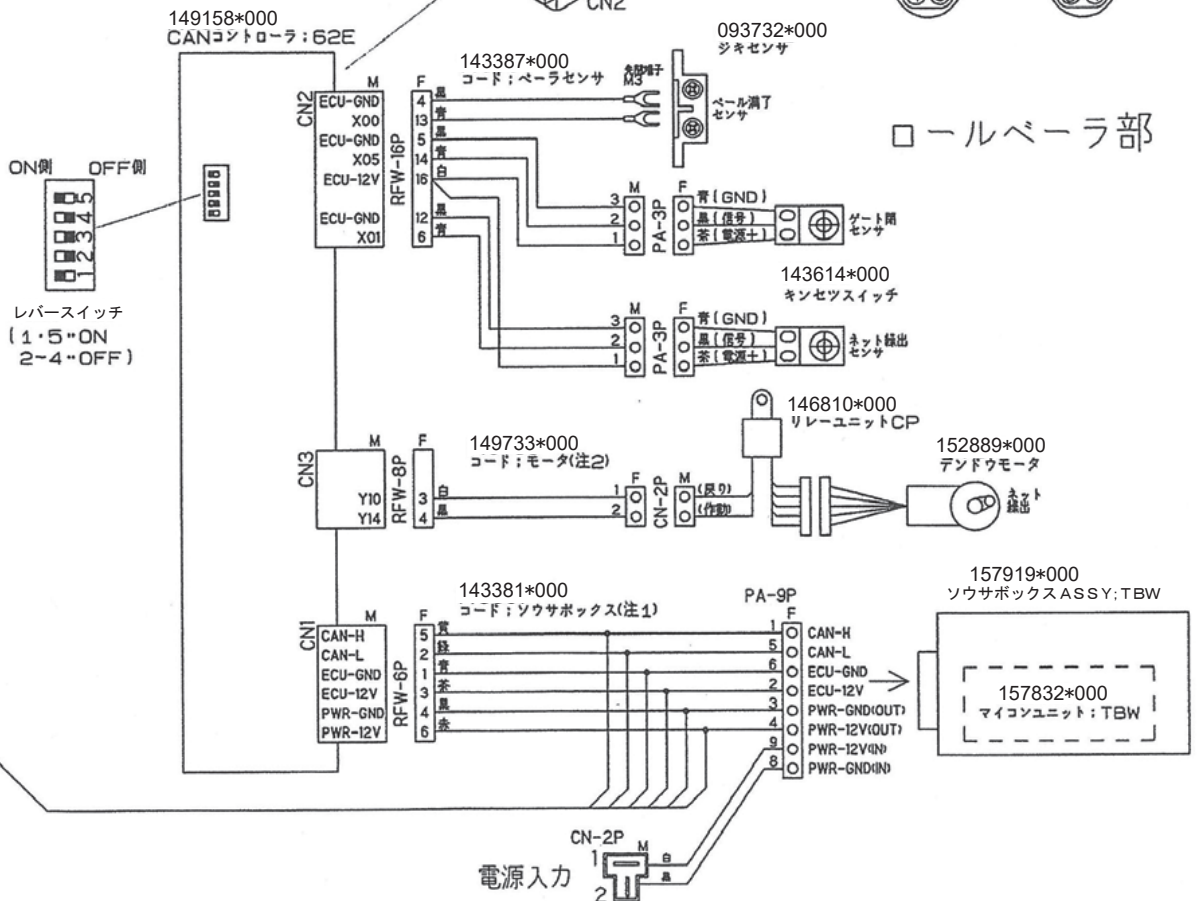 CN2
149158*000
CANコントローラ;62E
ON側 OFF側
5
4
3
2
1
レバースイッチ
(1・5‥ON
2~4‥OFF)
CN2
M
ECU-GND
X00
ECU-GND
X05
ECU-12V
ECU-GND
X01
RFW-16P
F
4 黒
13 青
5 黒
14 青
16 白
12 黒
6 青
143387*000
コード;ベーラセンサ
M3
093732*000
ジキセンサ
ベール満了
センサ
ロールベーラ部
M F
3 青(GND)
2 黒(信号)
1 茶(電源+)
PA-3P
ゲート閉
センサ
143614*000
キンセツスイッチ
M F
3 青(GND)
2 黒(信号)
1 茶(電源+)
PA-3P
ネット繰出
センサ
CN3
M
Y10
Y14
RFW-8P
F
3 白
4 黒
149733*000
コード;モータ(注2)
F M
1 (戻り)
2 (作動)
CN-2P
146810*000
リレーユニットCP
152889*000
デンドウモータ
ネット
繰出
CN1
M
CAN-H
CAN-L
ECU-GND
ECU-12V
PWR-GND
PWR-12V
RFW-6P
F
5 黄
2 緑
1 青
3 茶
4 黒
6 赤
143381*000
コード;ソウサボックス(注1)
PA-9P
F
1 CAN-H
5 CAN-L
6 ECU-GND
2 ECU-12V
3 PWR-GND(OUT)
4 PWR-12V(OUT)
9 PWR-12V(IN)
8 PWR-GND(IN)
157919*000
ソウサボックスASSY;TBW
157832*000
マイコンユニット;TBW
CN-2P
M
1 白
2 黒
電源入力